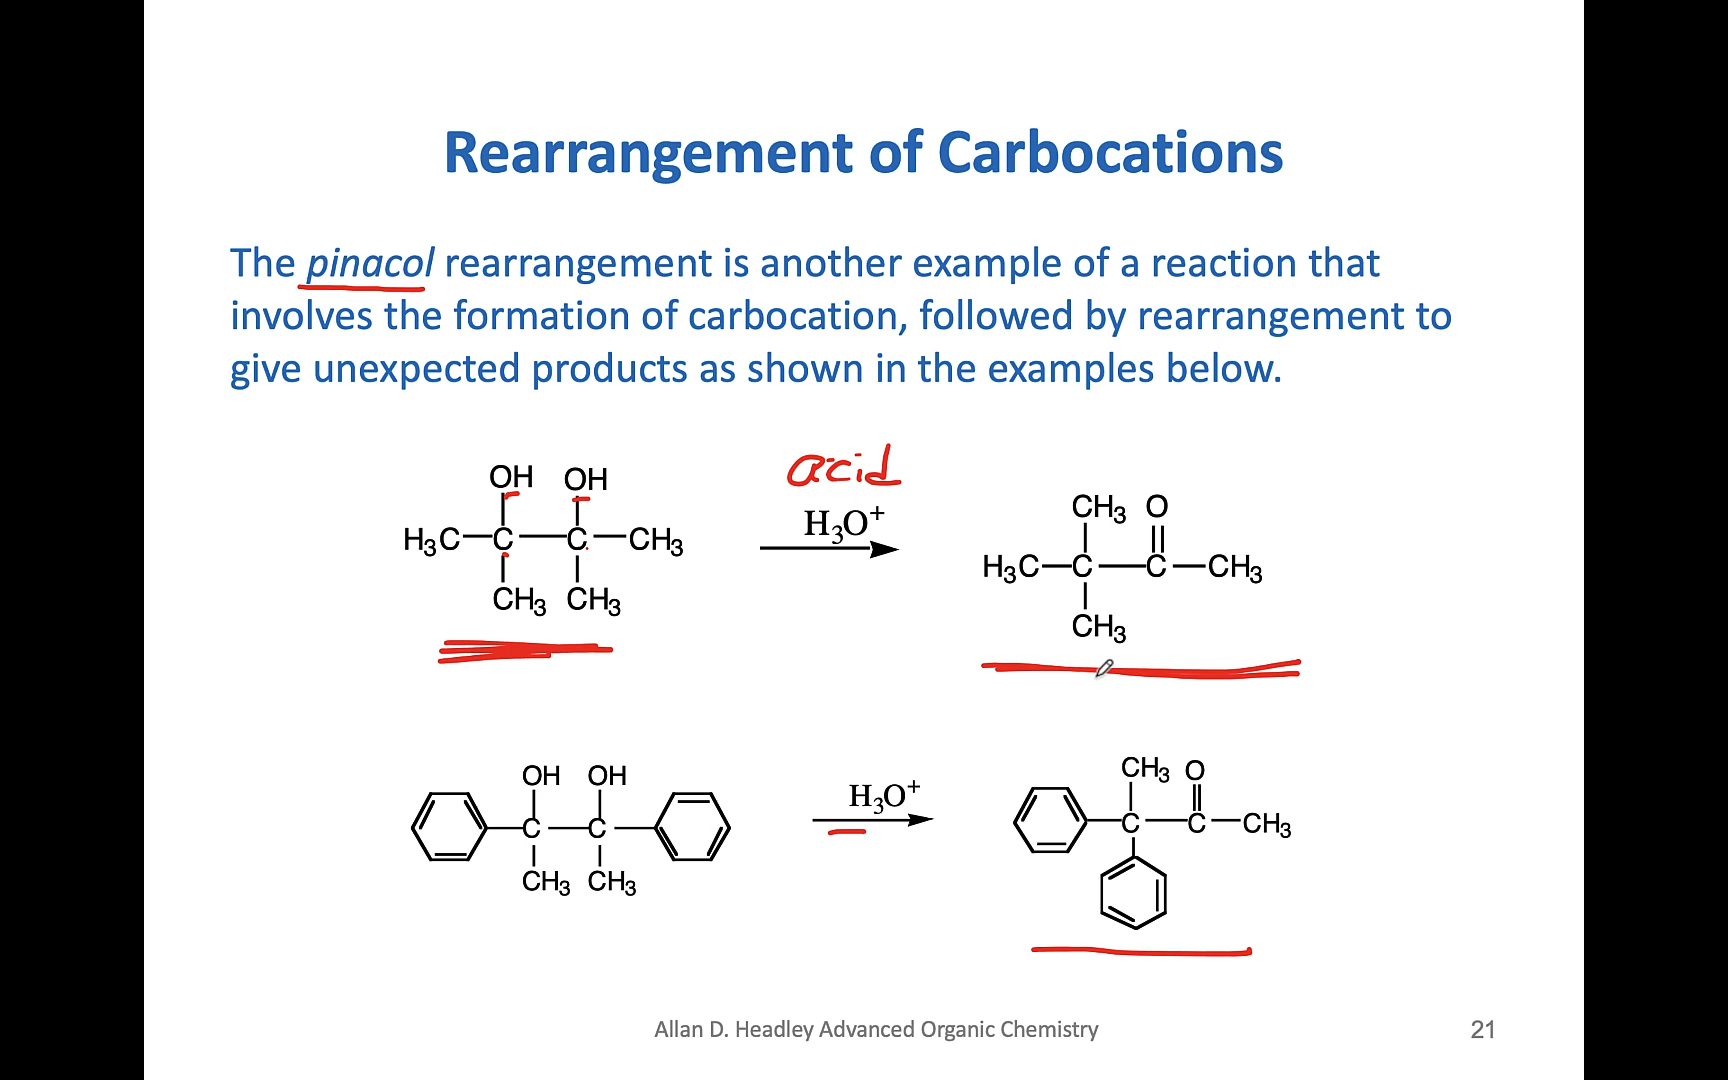 Rearrangement of Carbocations
The pinacol rearrangement is another example of a reaction that
involves the formation of carbocation, followed by rearrangement to
give unexpected products as shown in the examples below.
acid
OH OH
H₃O⁺
CH₃ O
H₃C—C—C—CH₃
H₃C—C—C—CH₃
CH₃ CH₃
CH₃
CH₃ O
OH OH
H₃O⁺
C—C
C—C—CH₃
CH₃ CH₃
Allan D. Headley Advanced Organic Chemistry
21